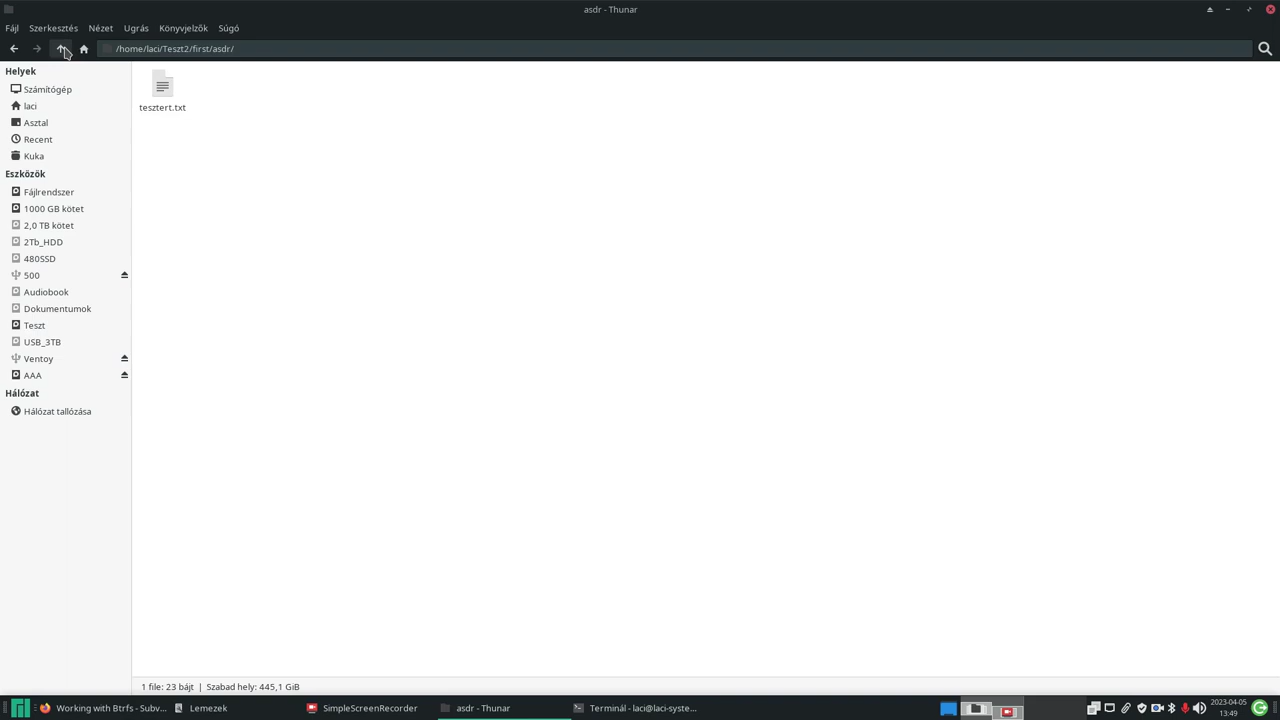 asdr - Thunar
Fájl Szerkesztés Nézet Ugrás Könyvjelzők Súgó
/home/laci/Teszt2/first/asdr/
Helyek
Számítógép
laci
Asztal
Recent
Kuka
Eszközök
Fájlrendszer
1000 GB kötet
2,0 TB kötet
2Tb_HDD
480SSD
500
Audiobook
Dokumentumok
Teszt
USB_3TB
Ventoy
AAA
Hálózat
Hálózat tallózása
tesztert.txt
1 file: 23 bájt | Szabad hely: 445,1 GiB
Working with Btrfs - Subv... Lemezek SimpleScreenRecorder asdr - Thunar Terminál - laci@laci-syste...
2023-04-05
13:49